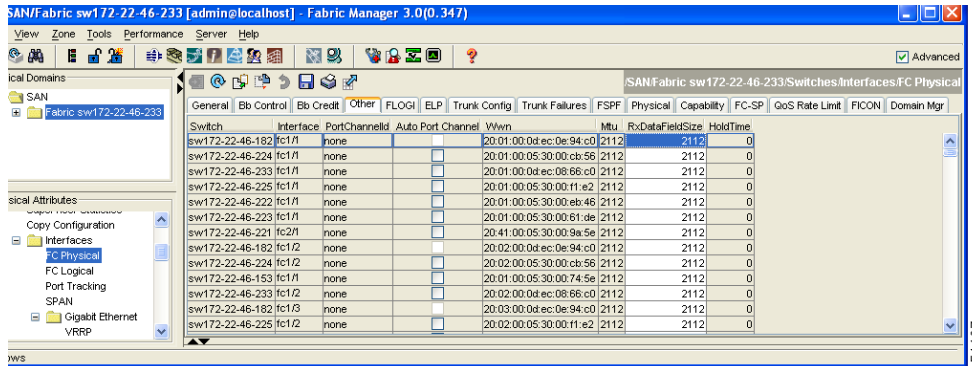 SAN/Fabric sw172-22-46-233 [admin@localhost] - Fabric Manager 3.0(0.347)
View Zone Tools Performance Server Help
Advanced
ical Domains
/SAN/Fabric sw172-22-46-233/Switches/Interfaces/FC Physical
SAN
Fabric sw172-22-46-233
General Bb Control Bb Credit Other FLOGI ELP Trunk Config Trunk Failures FSPF Physical Capability FC-SP QoS Rate Limit FICON Domain Mgr
Switch Interface PortChannelId Auto Port Channel Wwn Mtu RxDataFieldSize HoldTime
sw172-22-46-182 fc1/1 none 20:01:00:0d:ec:0e:94:c0 2112 2112 0
sw172-22-46-224 fc1/1 none 20:01:00:05:30:00:cb:56 2112 2112 0
sw172-22-46-233 fc1/1 none 20:01:00:0d:ec:08:66:c0 2112 2112 0
sw172-22-46-225 fc1/1 none 20:01:00:05:30:00:f1:e2 2112 2112 0
sw172-22-46-222 fc1/1 none 20:01:00:05:30:00:eb:46 2112 2112 0
sw172-22-46-223 fc1/1 none 20:01:00:05:30:00:61:de 2112 2112 0
sw172-22-46-221 fc2/1 none 20:41:00:05:30:00:9a:5e 2112 2112 0
sw172-22-46-182 fc1/2 none 20:02:00:0d:ec:0e:94:c0 2112 2112 0
sw172-22-46-224 fc1/2 none 20:02:00:05:30:00:cb:56 2112 2112 0
sw172-22-46-153 fc1/1 none 20:01:00:05:30:00:74:5e 2112 2112 0
sw172-22-46-233 fc1/2 none 20:02:00:0d:ec:08:66:c0 2112 2112 0
sw172-22-46-182 fc1/3 none 20:03:00:0d:ec:0e:94:c0 2112 2112 0
sw172-22-46-225 fc1/2 none 20:02:00:05:30:00:f1:e2 2112 2112 0
sical Attributes
Copy Configuration
Interfaces
FC Physical
FC Logical
Port Tracking
SPAN
Gigabit Ethernet
VRRP
ows